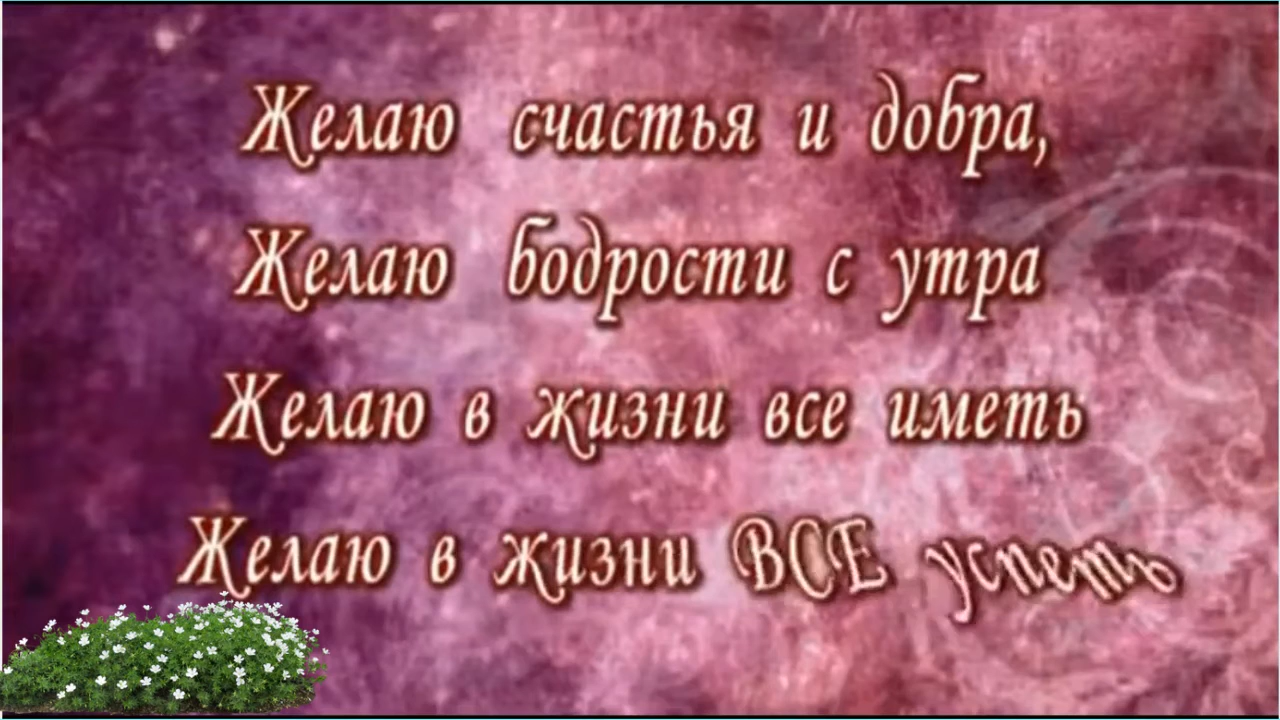 Желаю счастья и добра,
Желаю бодрости с утра
Желаю в жизни все иметь
Желаю в жизни ВСЕ успеть